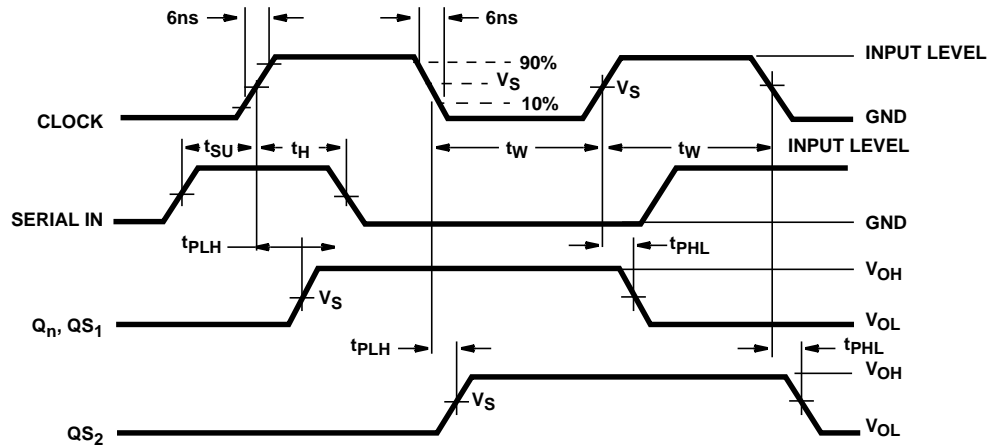 6ns 6ns
INPUT LEVEL
90%
VS VS
10%
CLOCK GND
tSU tH tW tW INPUT LEVEL
SERIAL IN GND
tPLH tPHL
VOH
VS
Qn, QS1 VOL
tPLH tPHL
VOH
VS
QS2 VOL